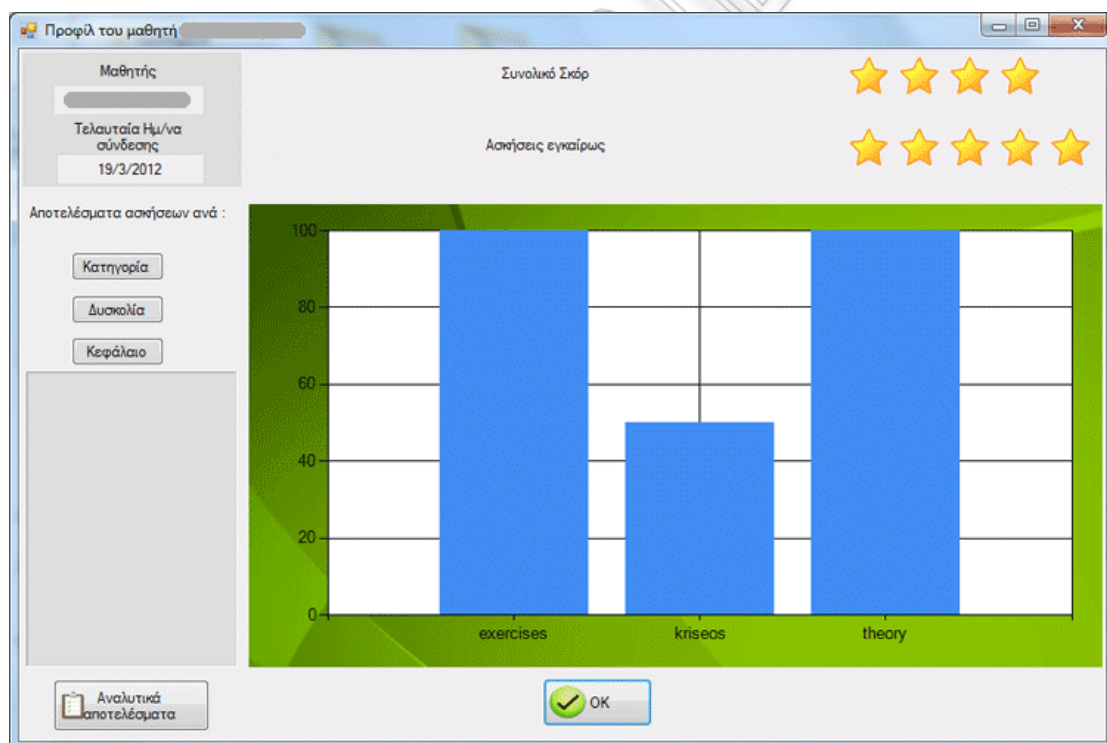 Προφίλ του μαθητή
Μαθητής
Τελαυταία Ημ/να
σύνδεσης
19/3/2012
Συνολικό Σκόρ
Ασκήσεις εγκαίρως
Αποτελέσματα ασκήσεων ανά :
Κατηγορία
Δυσκολία
Κεφάλαιο
100
80
60
40
20
0
exercises
kriseos
theory
Αναλυτικά
αποτελέσματα
OK